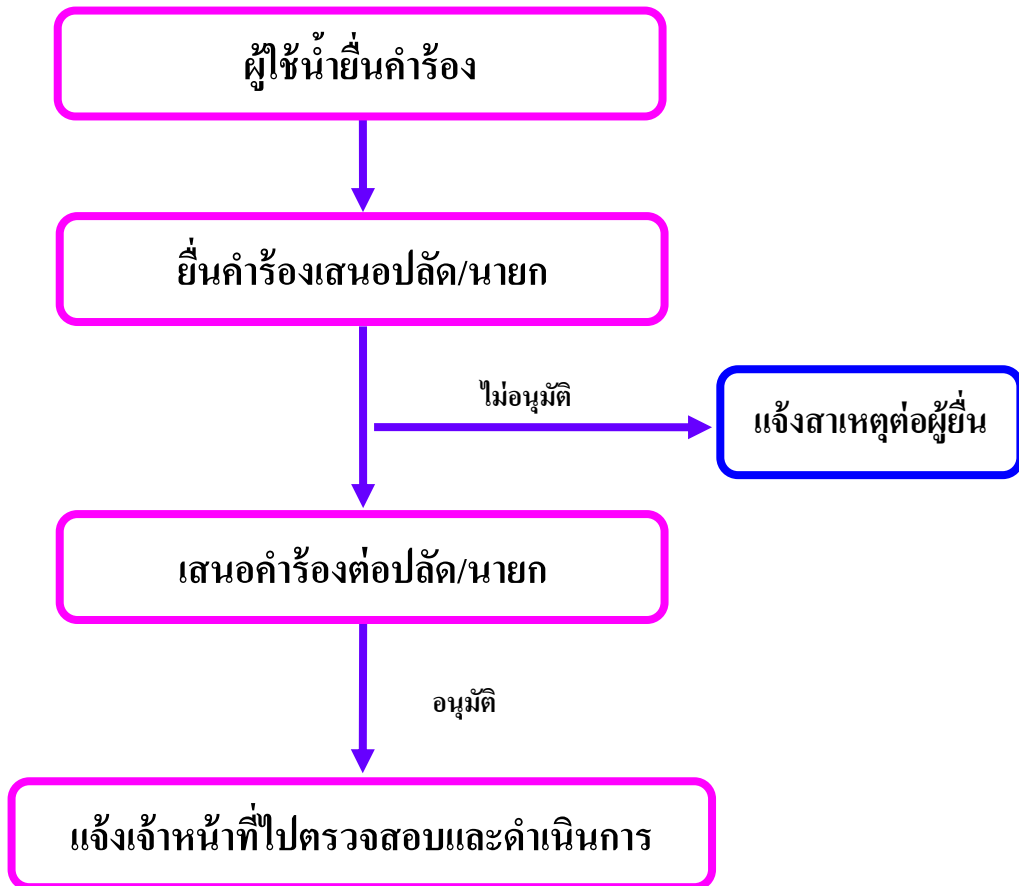 ผู้ใช้น้ำยื่นคำร้อง
ยื่นคำร้องเสนอปลัด/นายก
ไม่อนุมัติ
แจ้งสาเหตุต่อผู้ยื่น
เสนอคำร้องต่อปลัด/นายก
อนุมัติ
แจ้งเจ้าหน้าที่ไปตรวจสอบและดำเนินการ